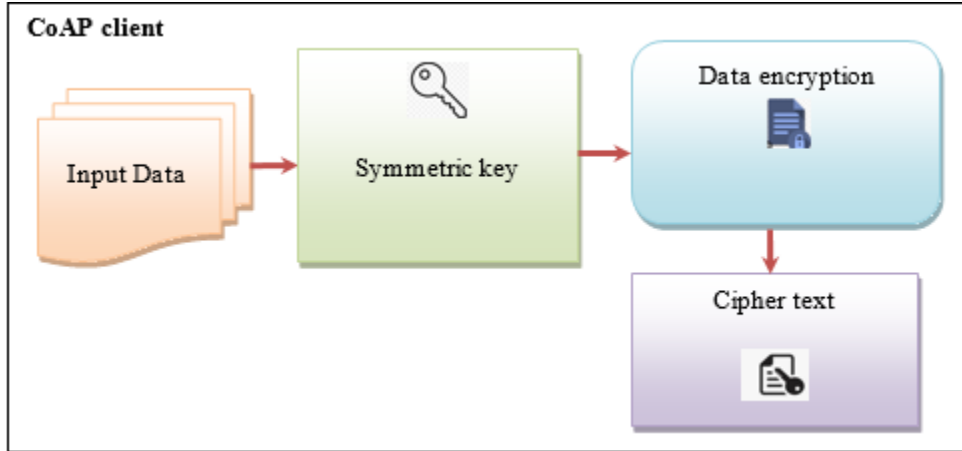 CoAP client
Input Data
Symmetric key
Data encryption
Cipher text